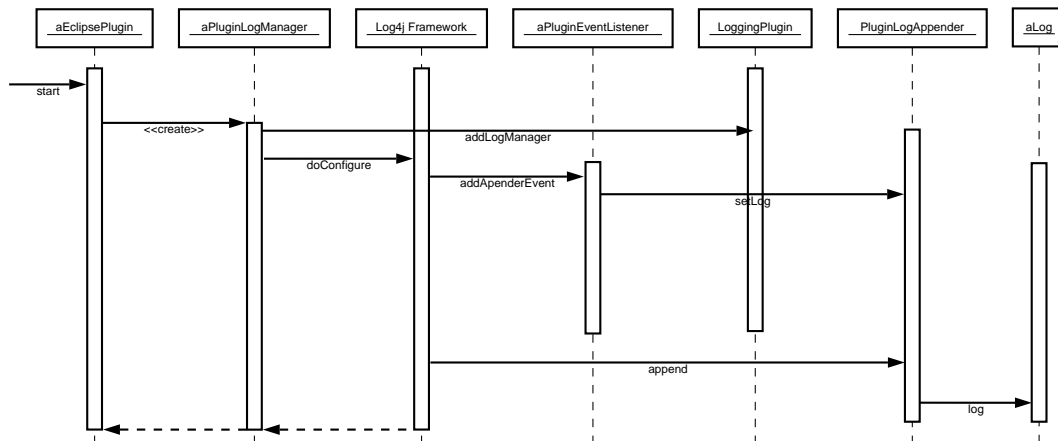 aEclipsePlugin
aPluginLogManager
Log4j Framework
aPluginEventListener
LoggingPlugin
PluginLogAppender
aLog
start
<<create>>
addLogManager
doConfigure
addApenderEvent
setLog
append
log